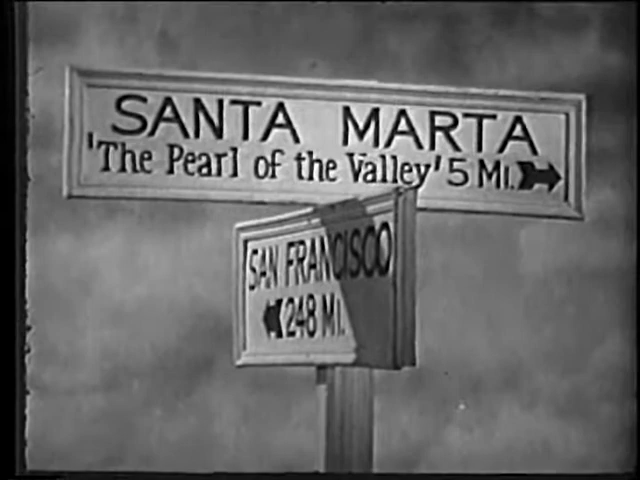 SANTA MARTA
'The Pearl of the Valley' 5 MI.
SAN FRANCISCO
248 MI.